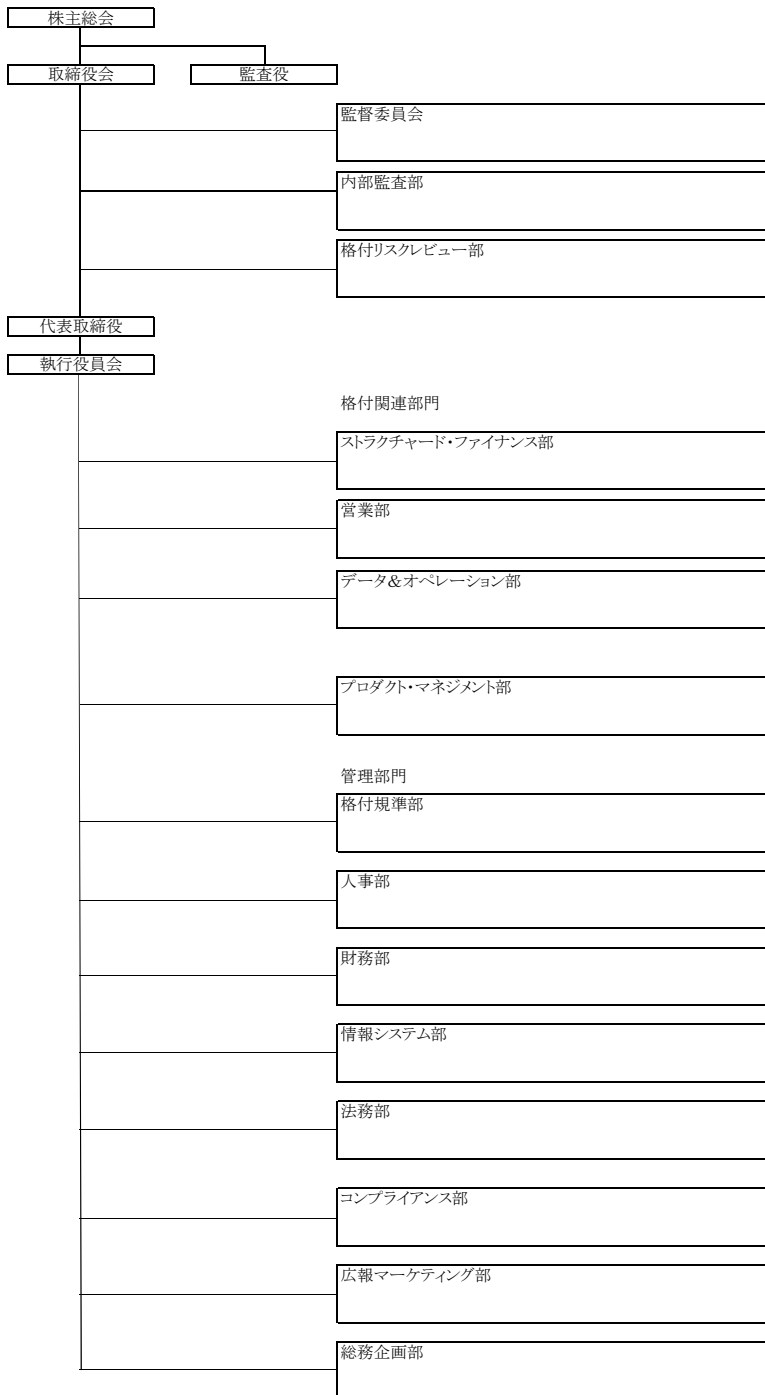 株主総会
取締役会
監査役
監督委員会
内部監査部
格付リスクレビュー部
代表取締役
執行役員会
格付関連部門
ストラクチャード・ファイナンス部
営業部
データ&オペレーション部
プロダクト・マネジメント部
管理部門
格付規準部
人事部
財務部
情報システム部
法務部
コンプライアンス部
広報マーケティング部
総務企画部